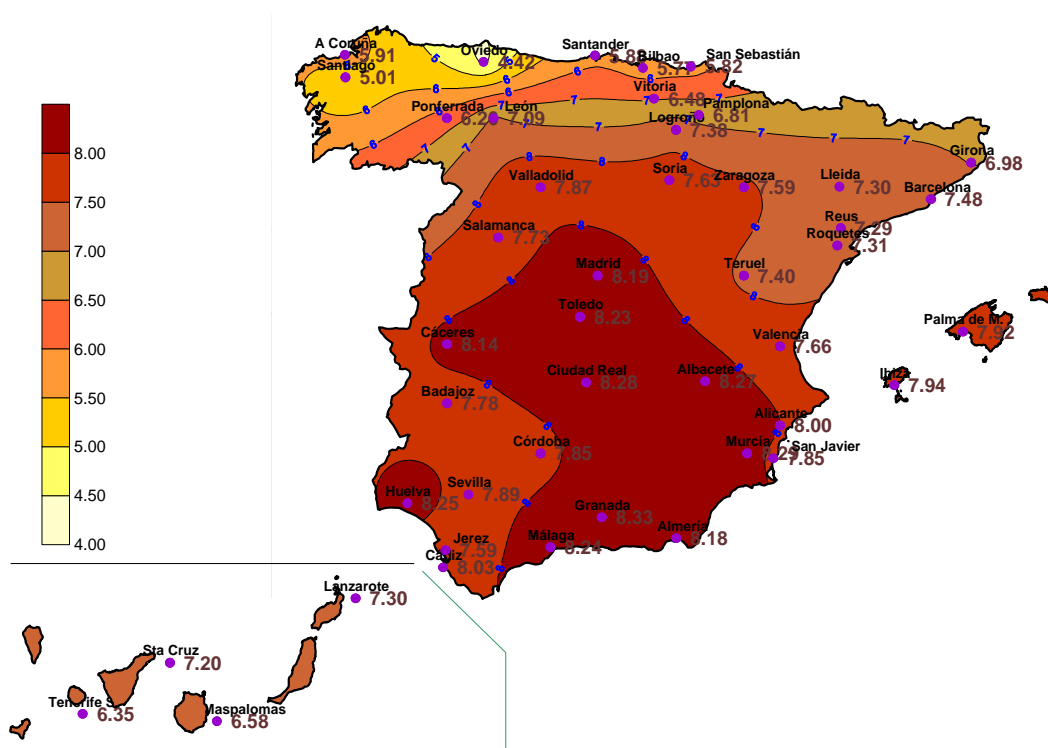 A Coruña
5.91
Santiago
5.01
Oviedo
4.42
Santander
Bilbao
5.77
San Sebastián
5.82
Vitoria
6.48
Pamplona
6.81
Ponferrada
León
7.09
Logroño
7.38
Girona
6.98
Valladolid
7.87
Soria
7.63
Zaragoza
7.59
Lleida
7.30
Barcelona
7.48
Reus
7.29
Roquetes
7.31
Salamanca
7.73
Madrid
8.19
Teruel
7.40
Toledo
8.23
Cáceres
8.14
Valencia
7.66
Palma de M.
7.92
Ibiza
7.94
Ciudad Real
8.28
Albacete
8.27
Badajoz
7.78
Alicante
8.00
Córdoba
7.85
Murcia
8.29
San Javier
7.85
Huelva
8.25
Sevilla
7.89
Granada
8.33
Almería
8.18
Málaga
8.24
Jerez
7.59
Cádiz
8.03
Lanzarote
7.30
Sta Cruz
7.20
Tenerife S
6.35
Maspalomas
6.58
8.00
7.50
7.00
6.50
6.00
5.50
5.00
4.50
4.00